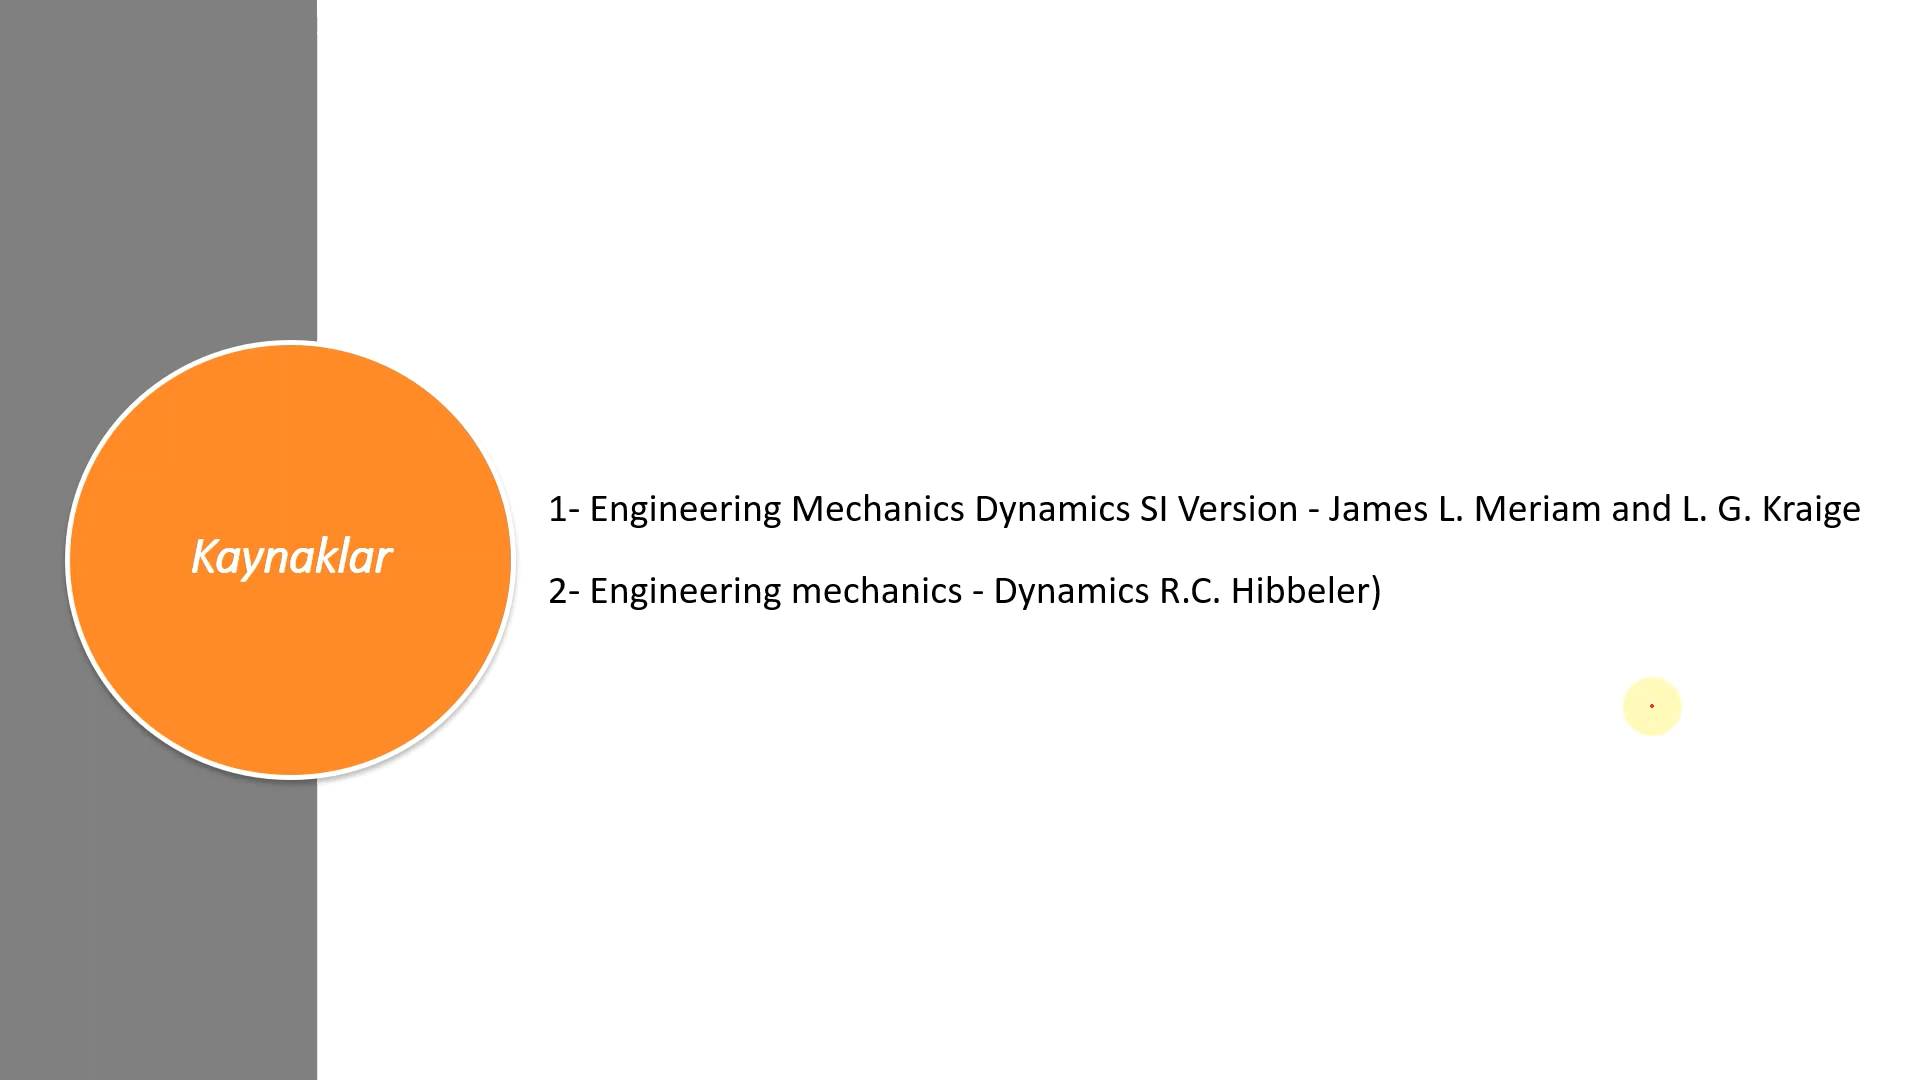 Kaynaklar
1- Engineering Mechanics Dynamics SI Version - James L. Meriam and L. G. Kraige
2- Engineering mechanics - Dynamics R.C. Hibbeler)